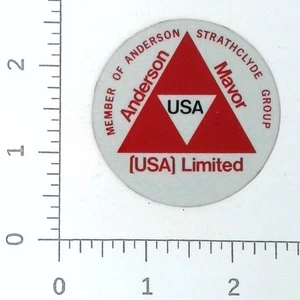 MEMBER OF ANDERSON STRATHCLYDE GROUP
Anderson Mavor
USA
(USA) Limited
2
1
0
0 1 2